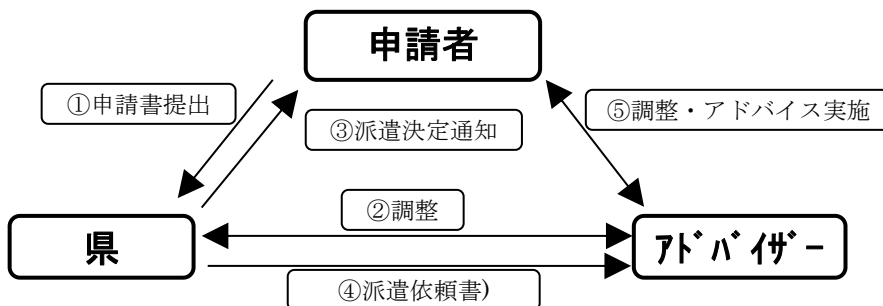 申請者
①申請書提出
③派遣決定通知
⑤調整・アドバイス実施
②調整
県
ｱﾄﾞﾊﾞｲｻﾞｰ
④派遣依頼書)